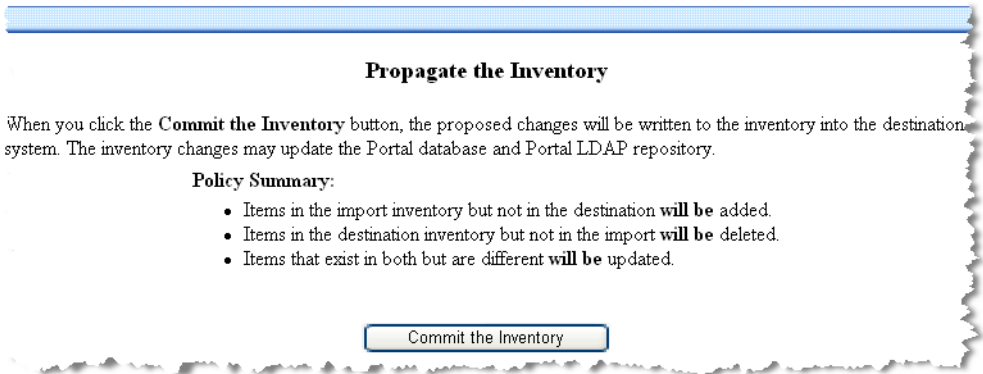 Propagate the Inventory
When you click the Commit the Inventory button, the proposed changes will be written to the inventory into the destination
system. The inventory changes may update the Portal database and Portal LDAP repository.
Policy Summary:
• Items in the import inventory but not in the destination will be added.
• Items in the destination inventory but not in the import will be deleted.
• Items that exist in both but are different will be updated.
Commit the Inventory